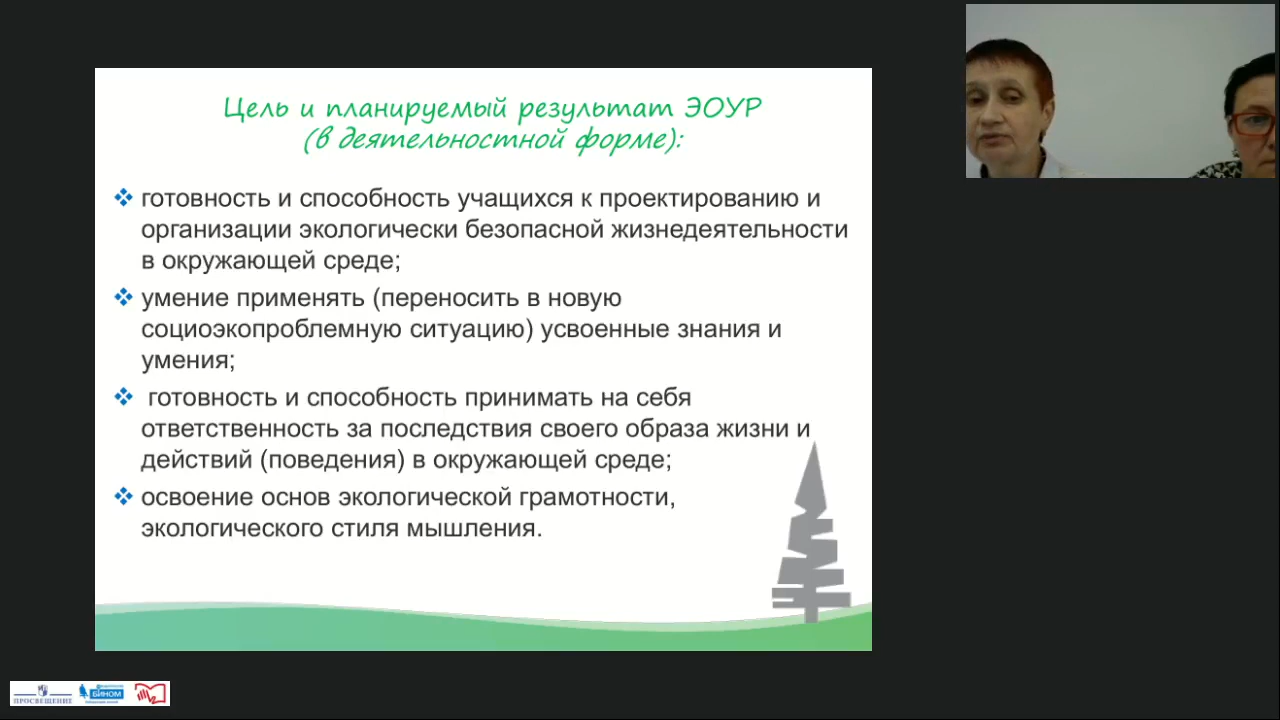 Цель и планируемый результат ЭОУР
(в деятельностной форме):
готовность и способность учащихся к проектированию и
организации экологически безопасной жизнедеятельности
в окружающей среде;
умение применять (переносить в новую
социоэкопроблемную ситуацию) усвоенные знания и
умения;
готовность и способность принимать на себя
ответственность за последствия своего образа жизни и
действий (поведения) в окружающей среде;
освоение основ экологической грамотности,
экологического стиля мышления.
ПРОСВЕЩЕНИЕ
БИНОМ